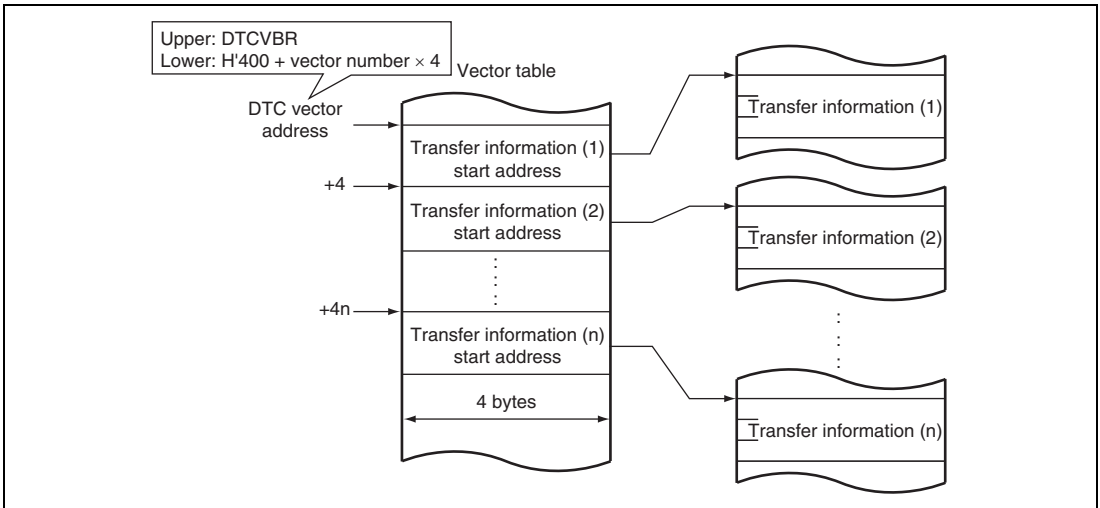 Upper: DTCVBR
Lower: H'400 + vector number × 4
Vector table
DTC vector
address
Transfer information (1)
start address
+4
Transfer information (2)
start address
+4n
Transfer information (n)
start address
4 bytes
Transfer information (1)
Transfer information (2)
Transfer information (n)